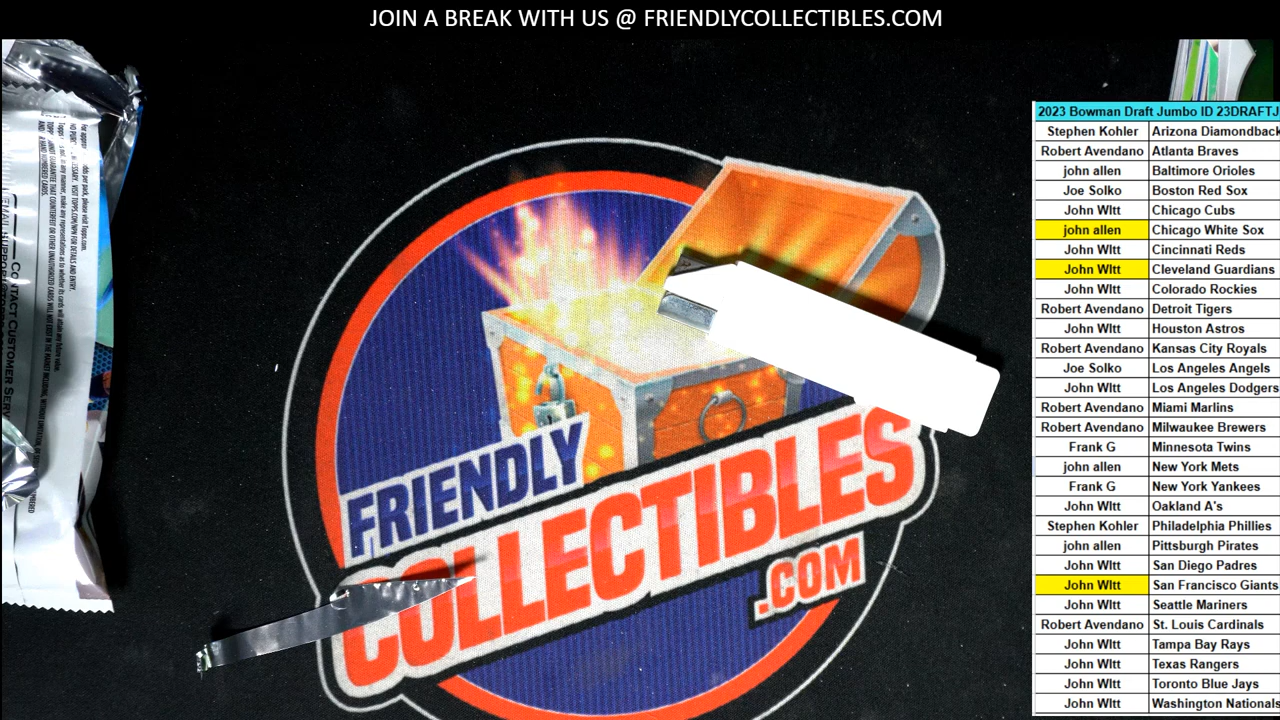 JOIN A BREAK WITH US @ FRIENDLYCOLLECTIBLES.COM
2023 Bowman Draft Jumbo ID 23DRAFTJ
Stephen Kohler Arizona Diamondback
Robert Avendano Atlanta Braves
john allen Baltimore Orioles
Joe Solko Boston Red Sox
John WItt Chicago Cubs
john allen Chicago White Sox
John WItt Cincinnati Reds
John WItt Cleveland Guardians
John WItt Colorado Rockies
Robert Avendano Detroit Tigers
John WItt Houston Astros
Robert Avendano Kansas City Royals
Joe Solko Los Angeles Angels
John WItt Los Angeles Dodgers
Robert Avendano Miami Marlins
Robert Avendano Milwaukee Brewers
Frank G Minnesota Twins
john allen New York Mets
Frank G New York Yankees
John WItt Oakland A's
Stephen Kohler Philadelphia Phillies
john allen Pittsburgh Pirates
John WItt San Diego Padres
John WItt San Francisco Giants
John WItt Seattle Mariners
Robert Avendano St. Louis Cardinals
John WItt Tampa Bay Rays
John WItt Texas Rangers
John WItt Toronto Blue Jays
John WItt Washington Nationals
FRIENDLY
COLLECTIBLES
.COM
CONTACT CUSTOMER